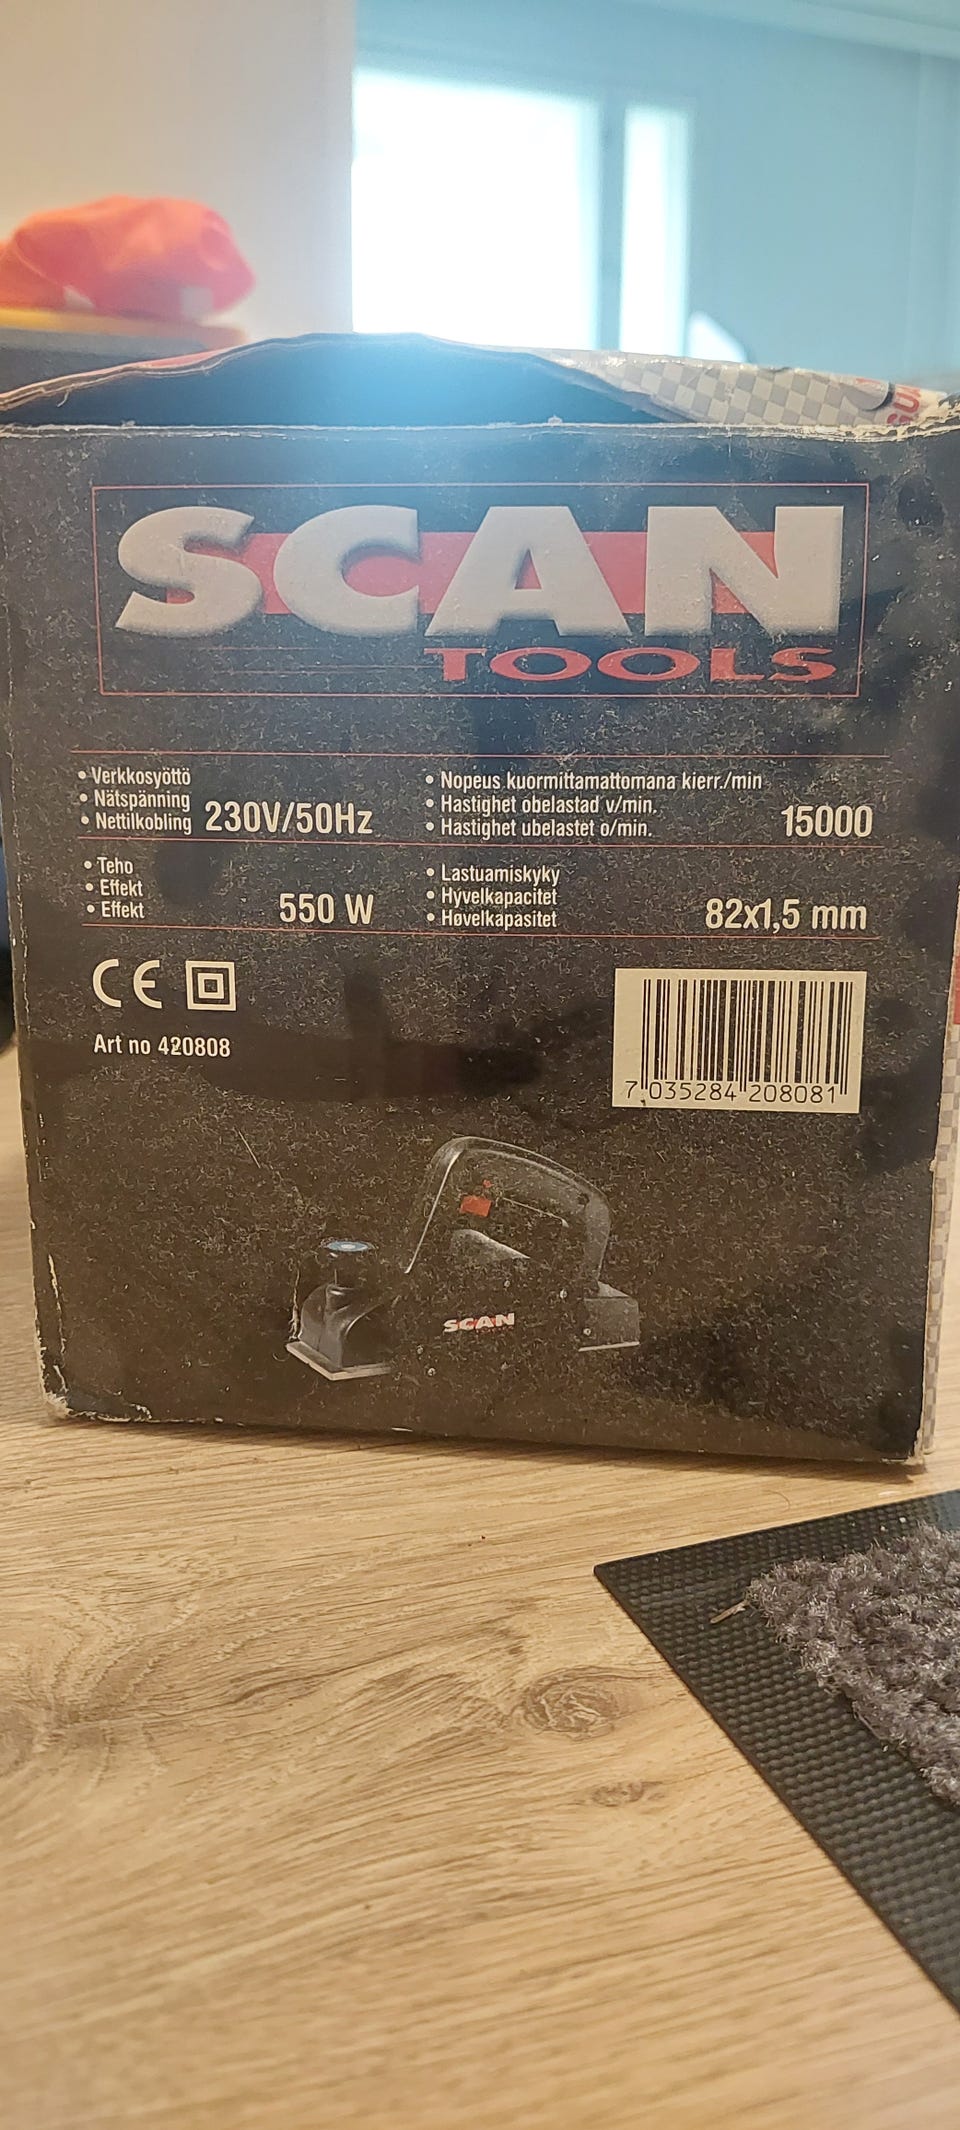 SCAN
TOOLS
• Verkkosyöttö
• Nätspänning
• Nettilkobling 230V/50Hz
• Nopeus kuormittamattomana kierr./min
• Hastighet obelastad v/min.
• Hastighet ubelastet o/min. 15000
• Teho
• Effekt
• Effekt 550 W
• Lastuamiskyky
• Hyvelkapacitet
• Høvelkapasitet 82x1,5 mm
CE
Art no 420808
7 035284 208081
SCAN